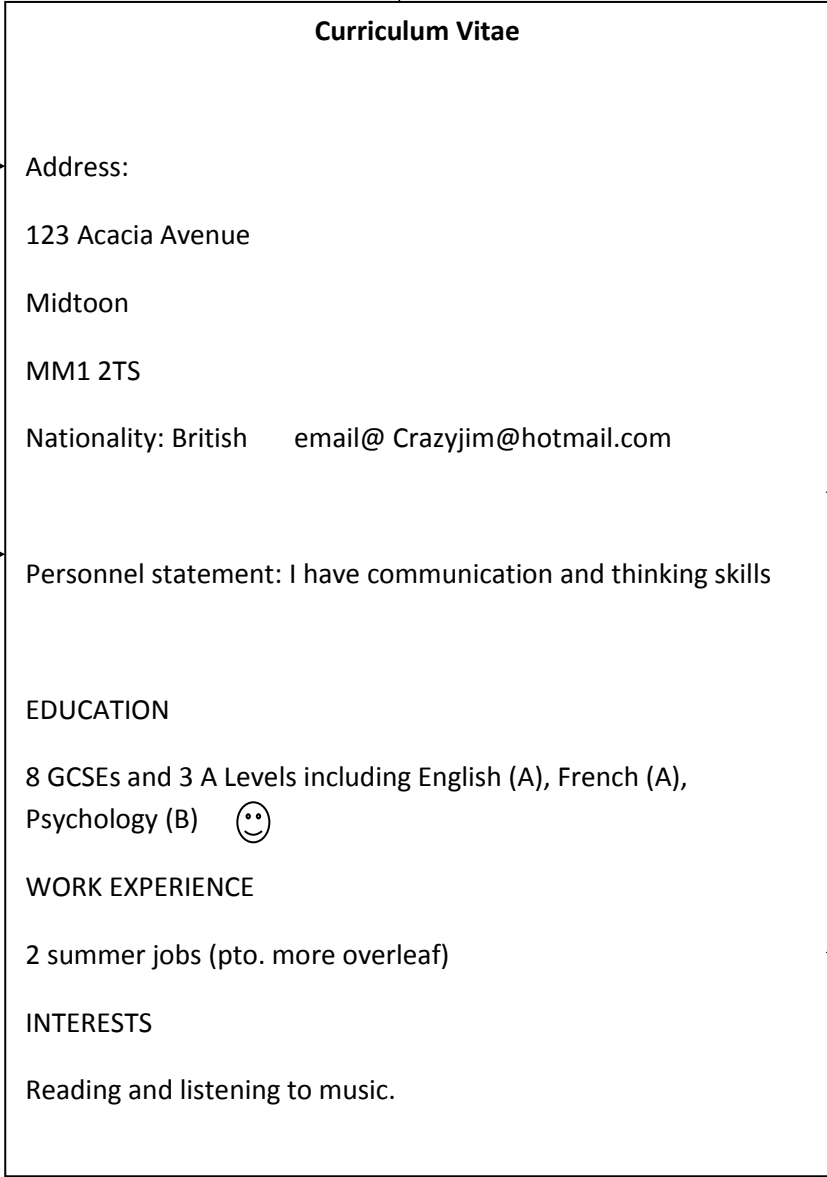 Curriculum Vitae
Address:
123 Acacia Avenue
Midtoon
MM1 2TS
Nationality: British email@ Crazyjim@hotmail.com
Personnel statement: I have communication and thinking skills
EDUCATION
8 GCSEs and 3 A Levels including English (A), French (A),
Psychology (B)
WORK EXPERIENCE
2 summer jobs (pto. more overleaf)
INTERESTS
Reading and listening to music.